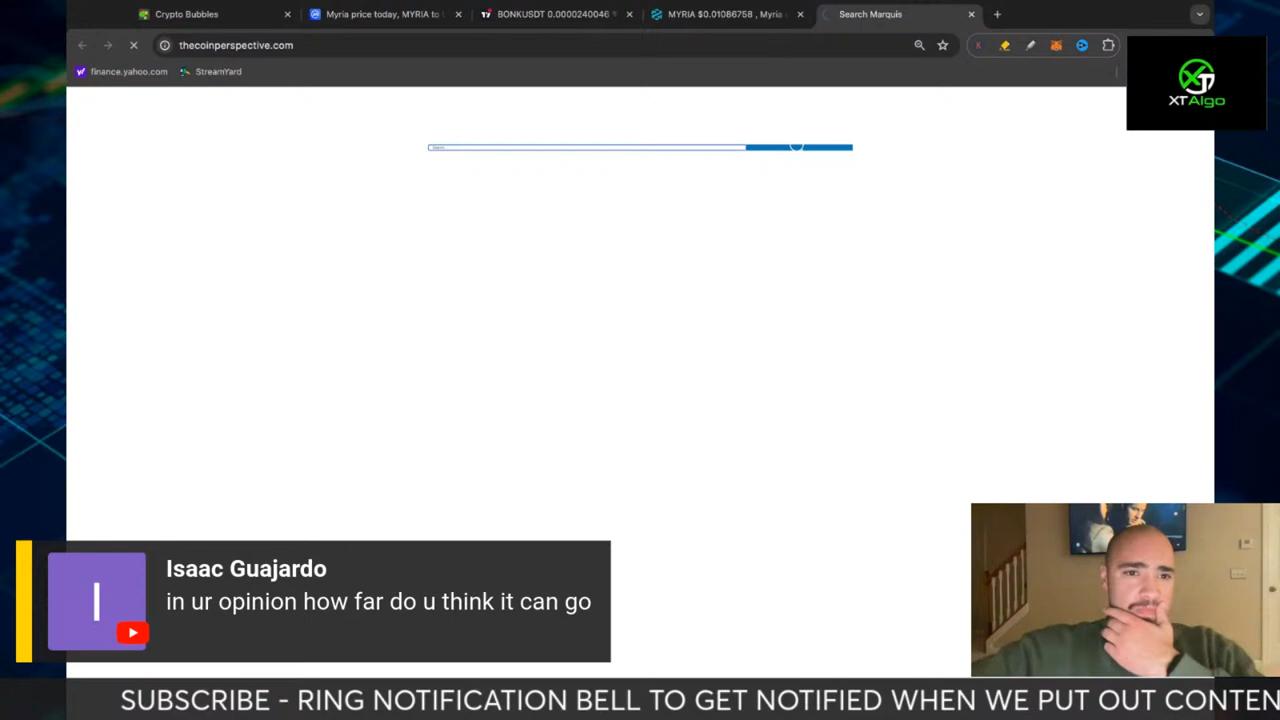 Crypto Bubbles
Myria price today, MYRIA to
BONKUSDT 0.0000240046
MYRIA $0.01086758 , Myria
Search Marquis
thecoinperspective.com
finance.yahoo.com
StreamYard
XTAlgo
I
Isaac Guajardo
in ur opinion how far do u think it can go
SUBSCRIBE - RING NOTIFICATION BELL TO GET NOTIFIED WHEN WE PUT OUT CONTEN